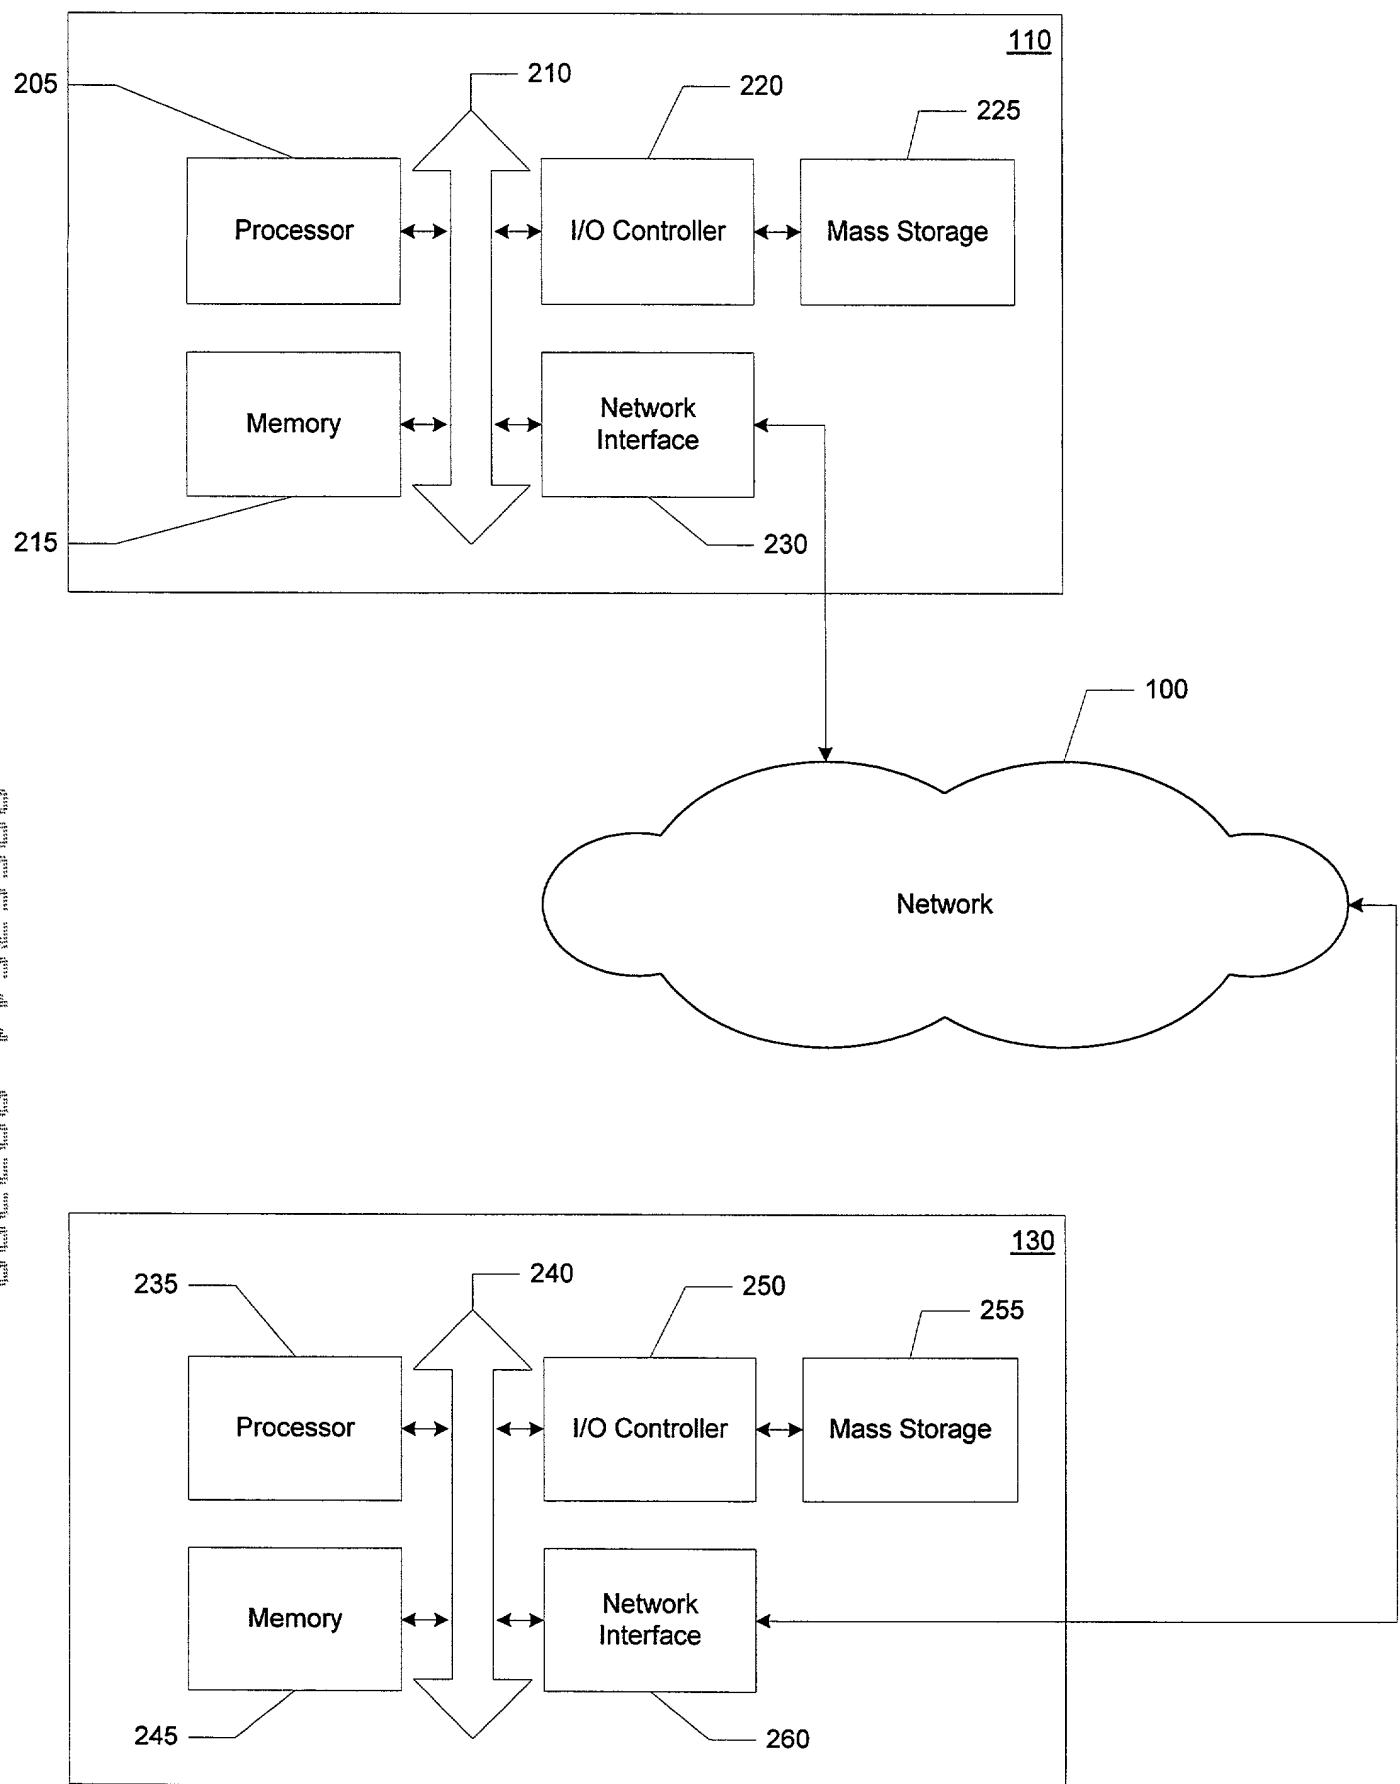 110
205
210
220
225
Processor
I/O Controller
Mass Storage
Memory
Network
Interface
215
230
100
Network
130
235
240
250
255
Processor
I/O Controller
Mass Storage
Memory
Network
Interface
245
260